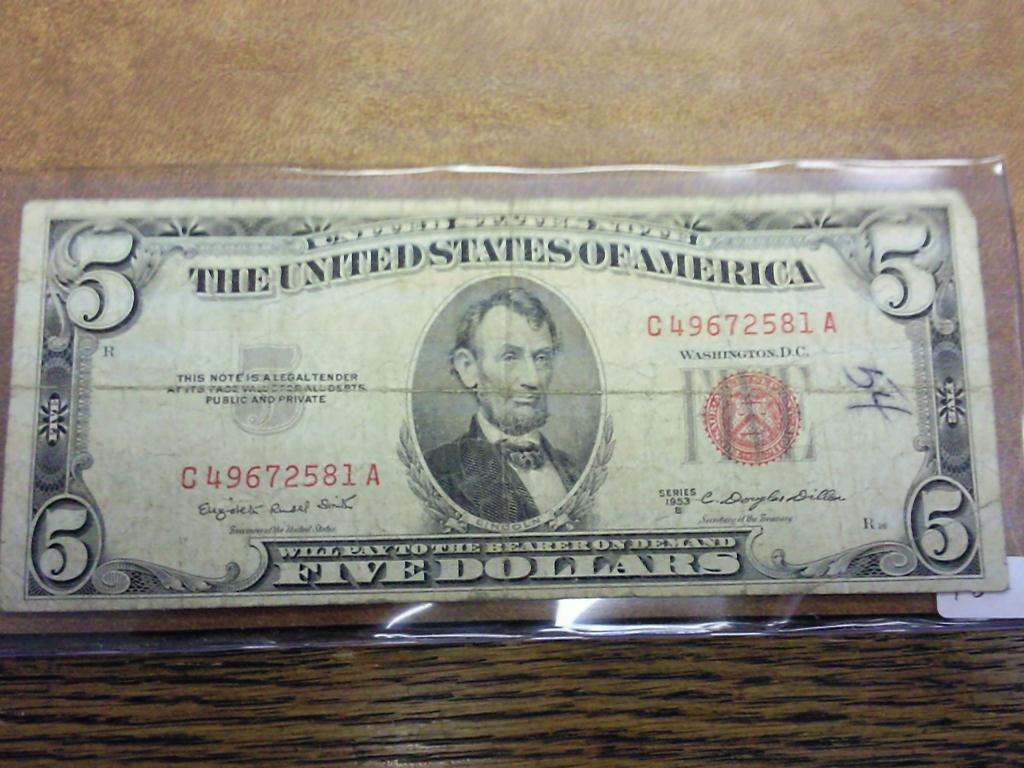 UNITED STATES NOTE
THE UNITED STATES OF AMERICA
5
5
C 49672581 A
WASHINGTON, D.C.
R
THIS NOTE IS A LEGAL TENDER
AT ITS FACE VALUE FOR ALL DEBTS
PUBLIC AND PRIVATE
5
FIVE
54
FIVE
FIVE
C 49672581 A
SERIES
1953
B
C. Douglas Dillon
Secretary of the Treasury
Elizabeth Rudel Smith
Treasurer of the United States
R
LINCOLN
5
5
WILL PAY TO THE BEARER ON DEMAND
FIVE DOLLARS